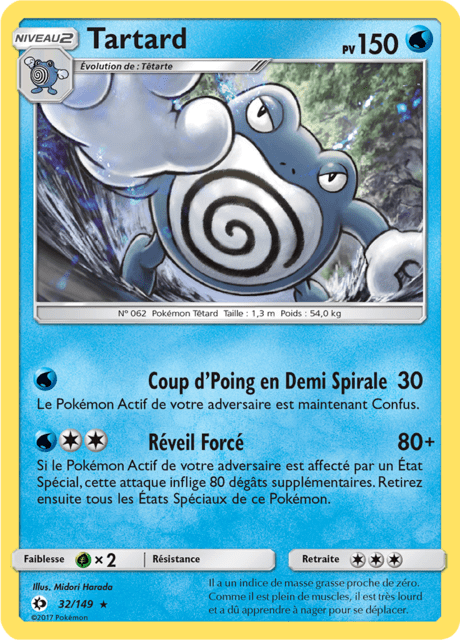 NIVEAU2
Tartard
PV150
Évolution de : Têtarte
N° 062 Pokémon Têtard Taille : 1,3 m Poids : 54,0 kg
Coup d'Poing en Demi Spirale 30
Le Pokémon Actif de votre adversaire est maintenant Confus.
Réveil Forcé 80+
Si le Pokémon Actif de votre adversaire est affecté par un État
Spécial, cette attaque inflige 80 dégâts supplémentaires. Retirez
ensuite tous les États Spéciaux de ce Pokémon.
Faiblesse ×2 Résistance Retraite
Illus. Midori Harada
32/149 ★
©2017 Pokémon
Il a un indice de masse grasse proche de zéro.
Comme il est plein de muscles, il est très lourd
et a dû apprendre à nager pour se déplacer.